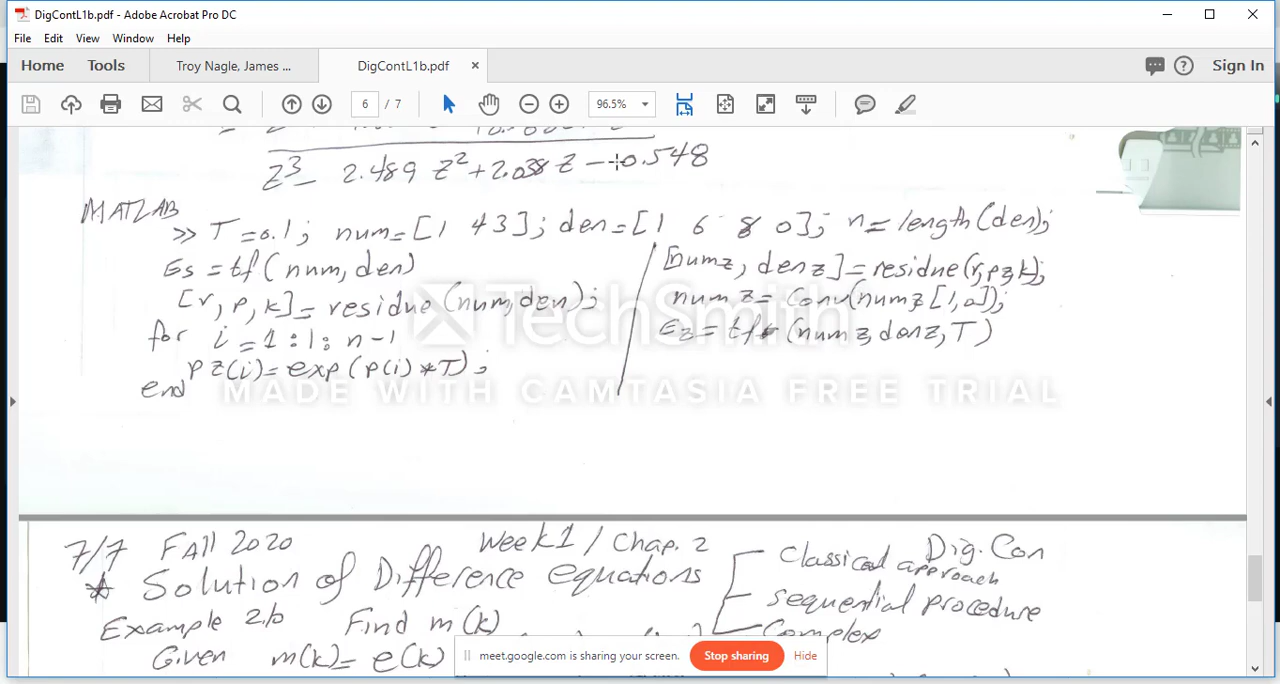 DigContL1b.pdf - Adobe Acrobat Pro DC
File Edit View Window Help
Home Tools Troy Nagle, James ... DigContL1b.pdf × Sign In
6 / 7 96.5%
Z³ - 2.489 Z² + 2.038 Z - 0.548
MATLAB
>> T = 0.1; num = [1 4 3]; den = [1 6 8 0]; n = length(den);
Es = tf(num, den)
[r, p, k] = residue(num, den);
for i = 1:1:n-1
pz(i) = exp(p(i) * T);
end
[numz, denz] = residue(r, pz, k);
numz = conv(numz, [1, 0]);
Ez = tf(numz, denz, T)
TechSmith
MADE WITH CAMTASIA FREE TRIAL
7/7 FAll 2020 Week 1 / Chap. 2 Dig. Con
* Solution of Difference equations
Classical approach
sequential procedure
Complex
Example 2.6 Find m(k)
Given m(k) = e(k)
meet.google.com is sharing your screen. Stop sharing Hide